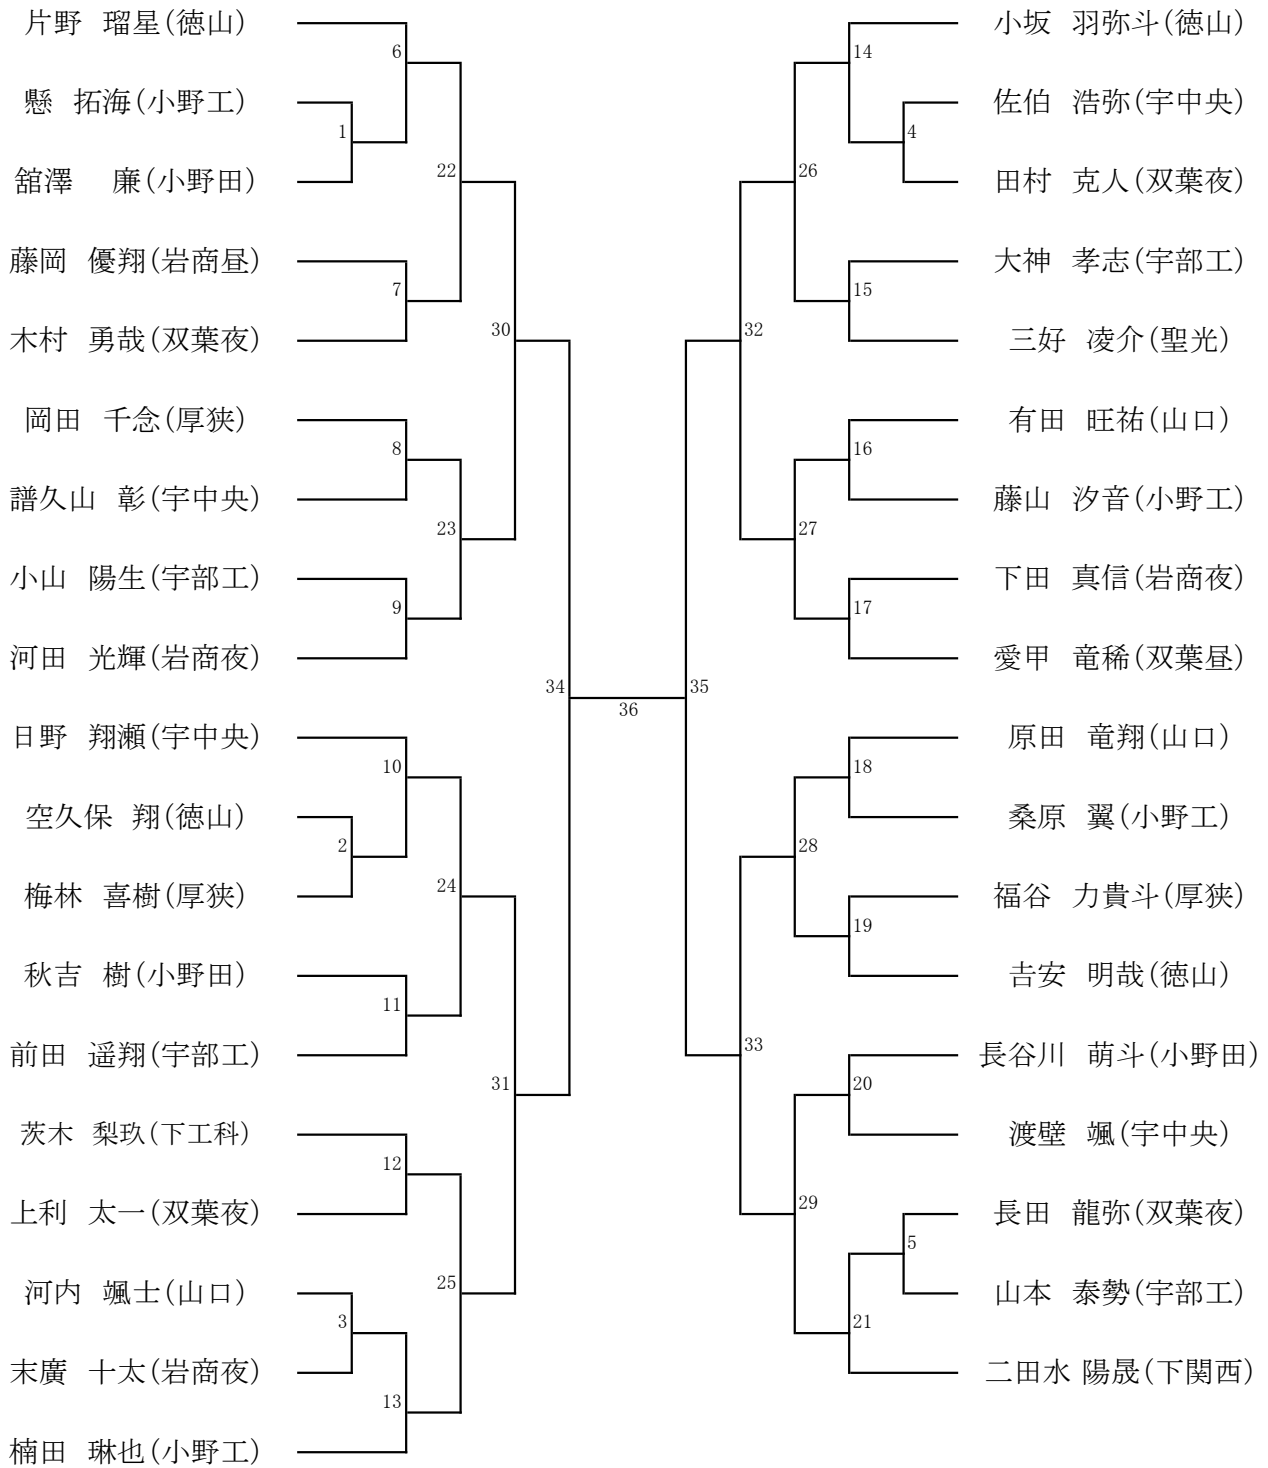 片野 瑠星(徳山)
懸 拓海(小野工)
舘澤 廉(小野田)
藤岡 優翔(岩商昼)
木村 勇哉(双葉夜)
岡田 千念(厚狭)
譜久山 彰(宇中央)
小山 陽生(宇部工)
河田 光輝(岩商夜)
日野 翔瀬(宇中央)
空久保 翔(徳山)
梅林 喜樹(厚狭)
秋吉 樹(小野田)
前田 遥翔(宇部工)
茨木 梨玖(下工科)
上利 太一(双葉夜)
河内 颯士(山口)
末廣 十太(岩商夜)
楠田 琳也(小野工)
6
1
22
7
30
8
23
9
34
10
2
24
11
31
12
25
3
13
36
小坂 羽弥斗(徳山)
佐伯 浩弥(宇中央)
田村 克人(双葉夜)
大神 孝志(宇部工)
三好 凌介(聖光)
有田 旺祐(山口)
藤山 汐音(小野工)
下田 真信(岩商夜)
愛甲 竜稀(双葉昼)
原田 竜翔(山口)
桑原 翼(小野工)
福谷 力貴斗(厚狭)
𠮷安 明哉(徳山)
長谷川 萌斗(小野田)
渡壁 颯(宇中央)
長田 龍弥(双葉夜)
山本 泰勢(宇部工)
二田水 陽晟(下関西)
14
4
26
15
32
16
27
17
35
18
28
19
33
20
29
5
21